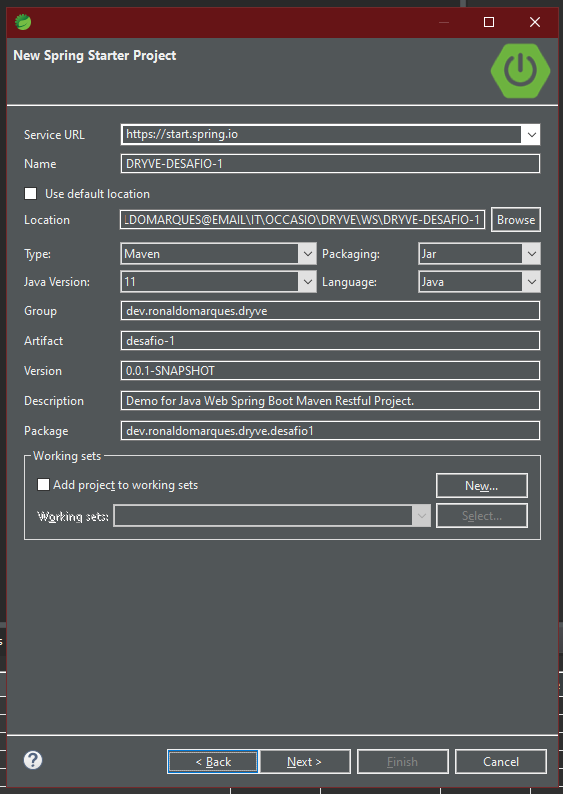 New Spring Starter Project
Service URL https://start.spring.io
Name DRYVE-DESAFIO-1
Use default location
Location LDOMARQUES@EMAIL\IT\OCCASIO\DRYVE\WS\DRYVE-DESAFIO-1 Browse
Type: Maven Packaging: Jar
Java Version: 11 Language: Java
Group dev.ronaldomarques.dryve
Artifact desafio-1
Version 0.0.1-SNAPSHOT
Description Demo for Java Web Spring Boot Maven Restful Project.
Package dev.ronaldomarques.dryve.desafio1
Working sets
Add project to working sets New...
Working sets: Select...
< Back Next > Finish Cancel